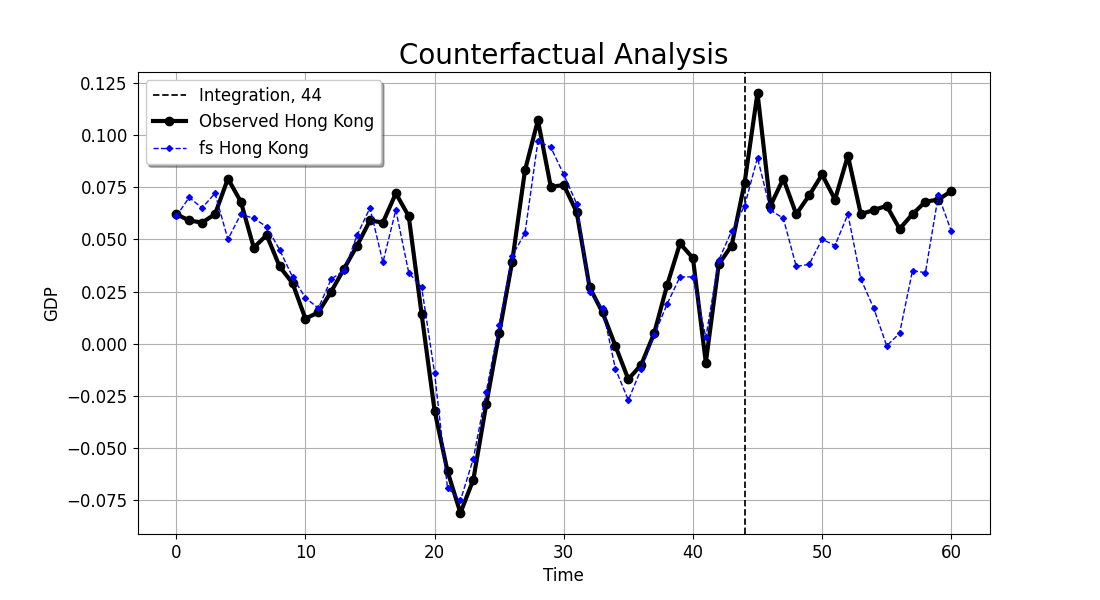 Counterfactual Analysis
Integration, 44
Observed Hong Kong
fs Hong Kong
0.125
0.100
0.075
0.050
0.025
0.000
−0.025
−0.050
−0.075
GDP
0 10 20 30 40 50 60
Time